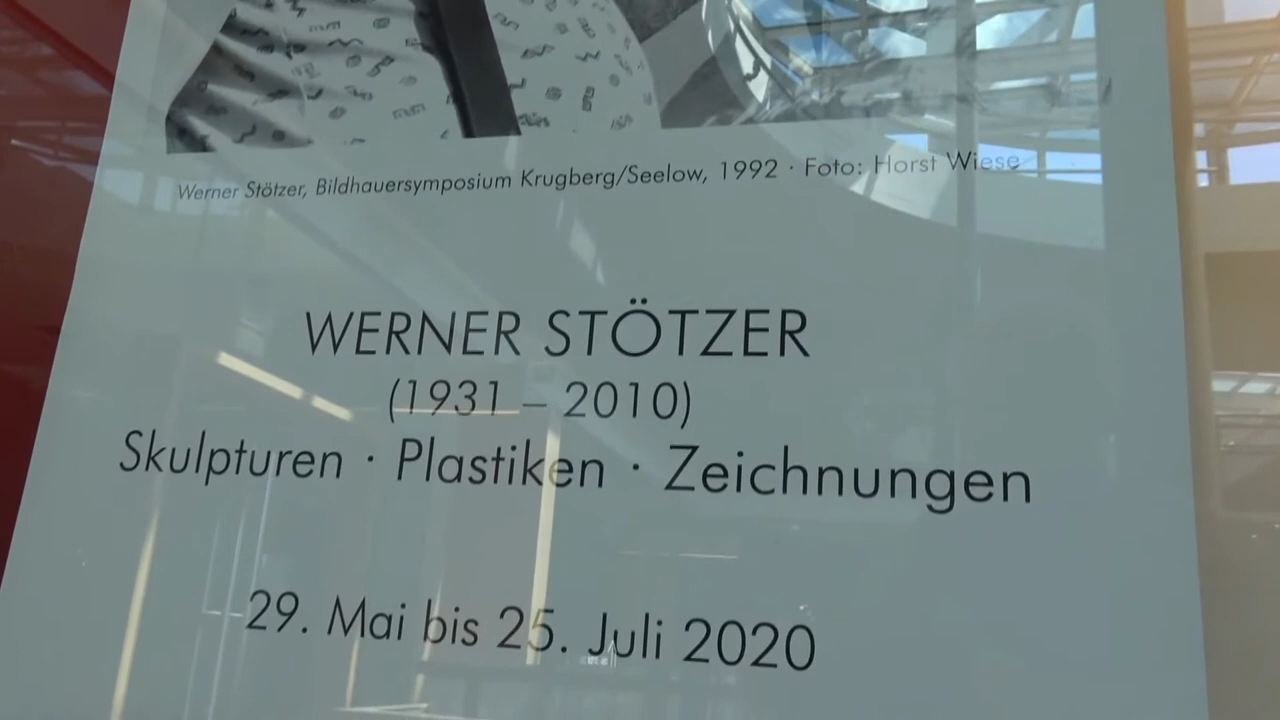 Werner Stötzer, Bildhauersymposium Krugberg/Seelow, 1992 · Foto: Horst Wiese
WERNER STÖTZER
(1931 – 2010)
Skulpturen · Plastiken · Zeichnungen
29. Mai bis 25. Juli 2020